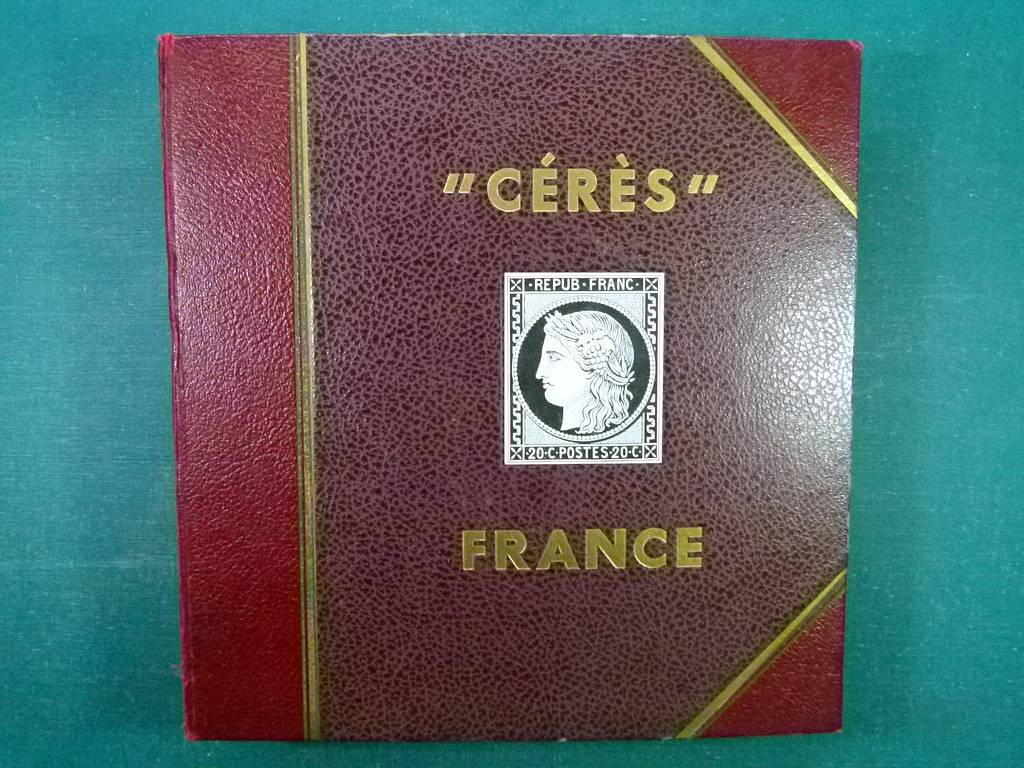 "CÉRÈS"
·REPUB·FRANC·
·20·C·POSTES·20·C·
FRANCE